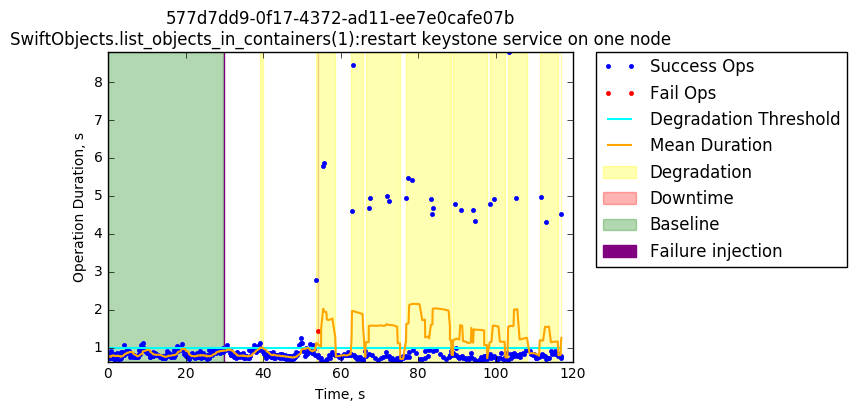 577d7dd9-0f17-4372-ad11-ee7e0cafe07b
SwiftObjects.list_objects_in_containers(1):restart keystone service on one node
Operation Duration, s
8
7
6
5
4
3
2
1
0 20 40 60 80 100 120
Time, s
Success Ops
Fail Ops
Degradation Threshold
Mean Duration
Degradation
Downtime
Baseline
Failure injection